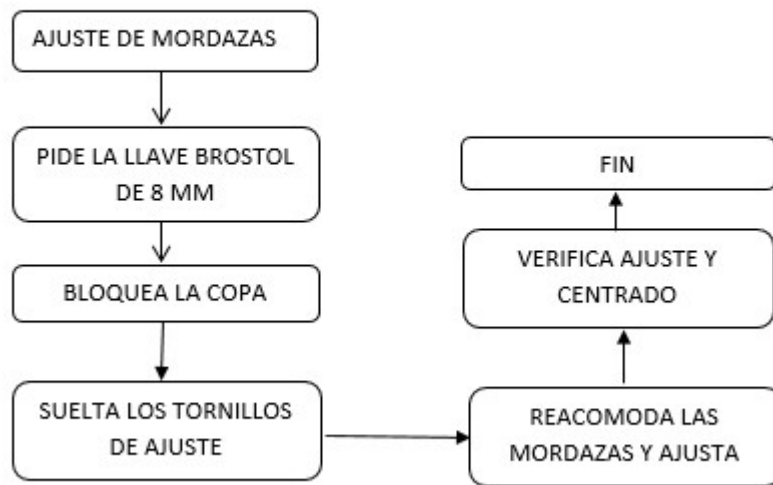 AJUSTE DE MORDAZAS
PIDE LA LLAVE BROSTOL
DE 8 MM
BLOQUEA LA COPA
SUELTA LOS TORNILLOS
DE AJUSTE
REACOMODA LAS
MORDAZAS Y AJUSTA
VERIFICA AJUSTE Y
CENTRADO
FIN